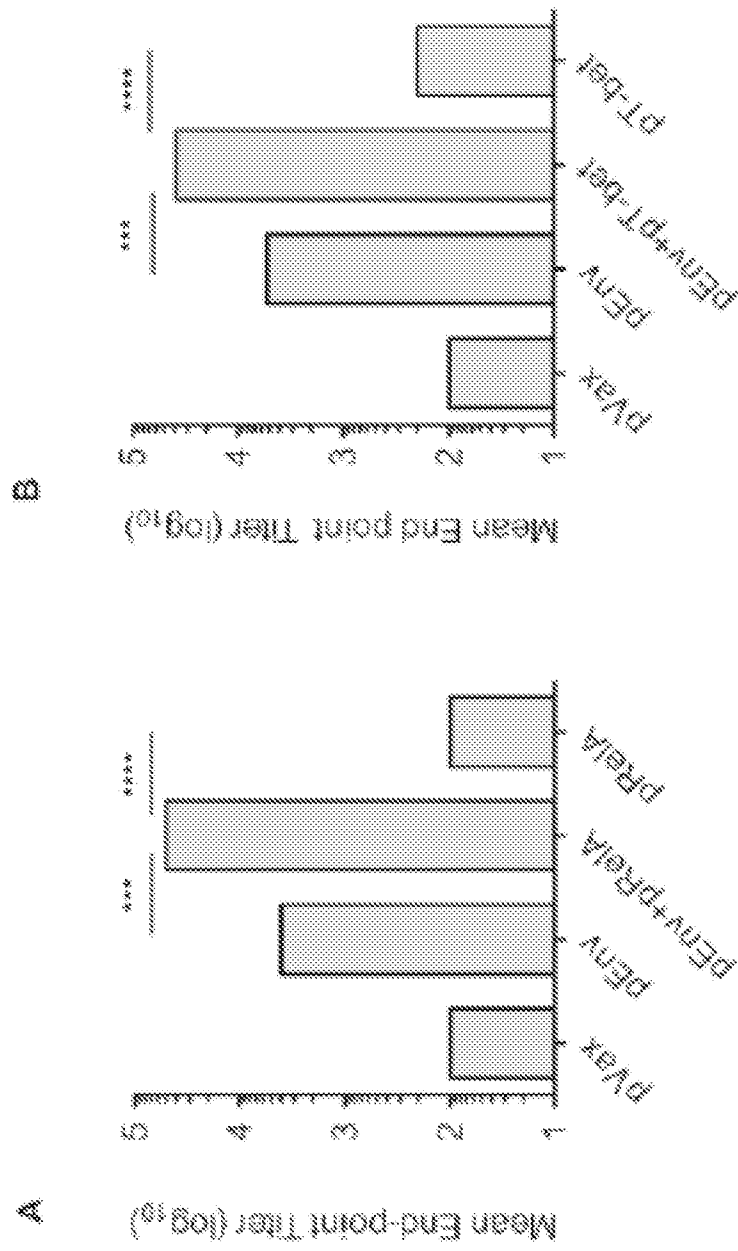 A
Mean End-point Titer (log10)
5
4
3
2
1
***
****
pVax
pEnv
pEnv+pRelA
pRelA
B
Mean End point Titer (log10)
5
4
3
2
1
***
****
pVax
pEnv
pEnv+pT-bet
pT-bet